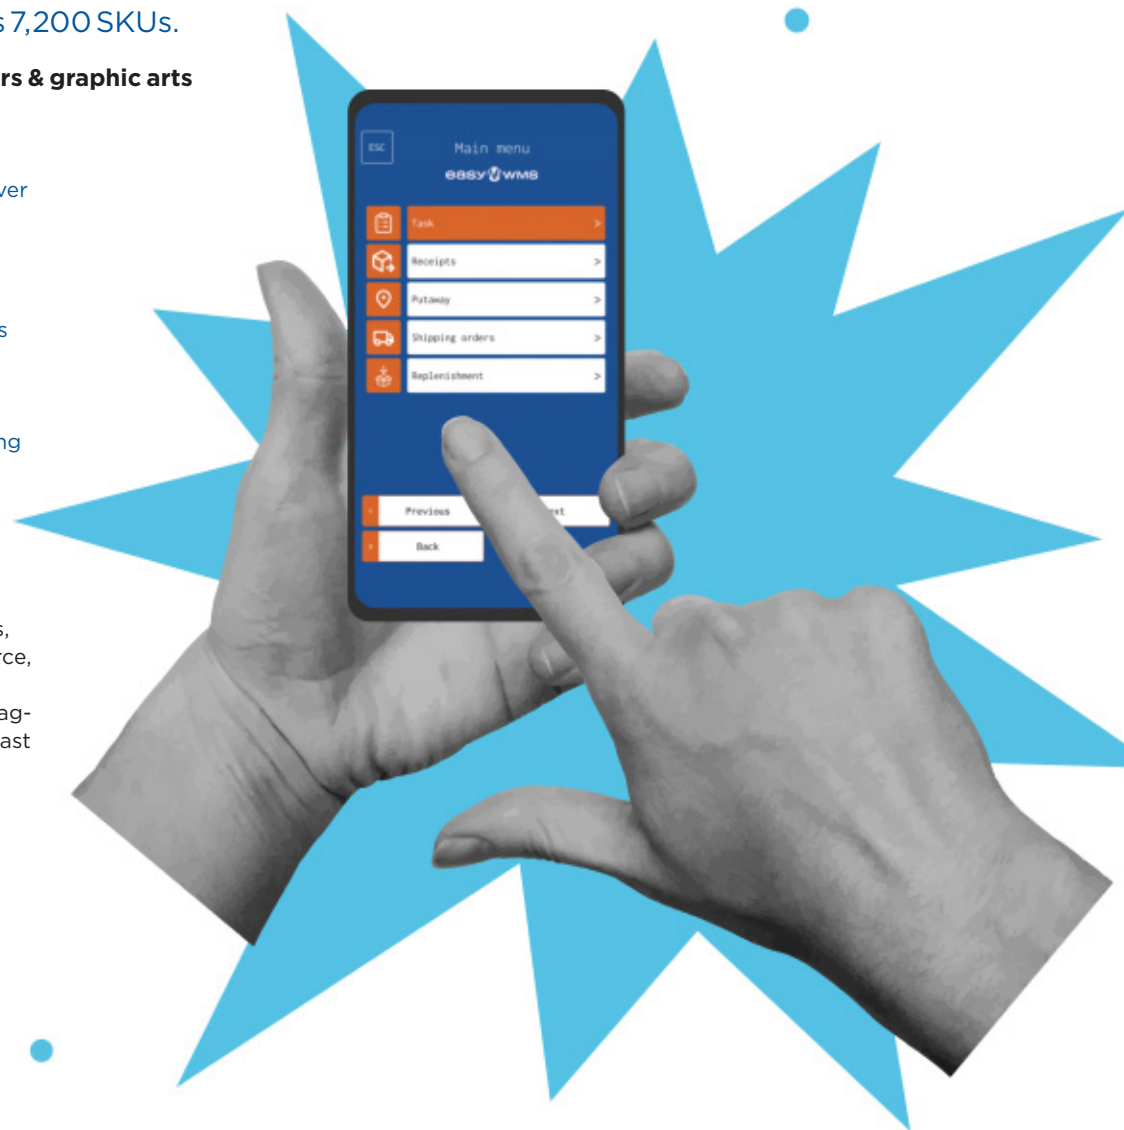 s 7,200 SKUs.
rs & graphic arts
ver
s
ng
s,
rce,
ag-
ast
ESC
Main menu
easy WMS
Task >
Receipts >
Putaway >
Shipping orders >
Replenishment >
‹ Previous ext
› Back